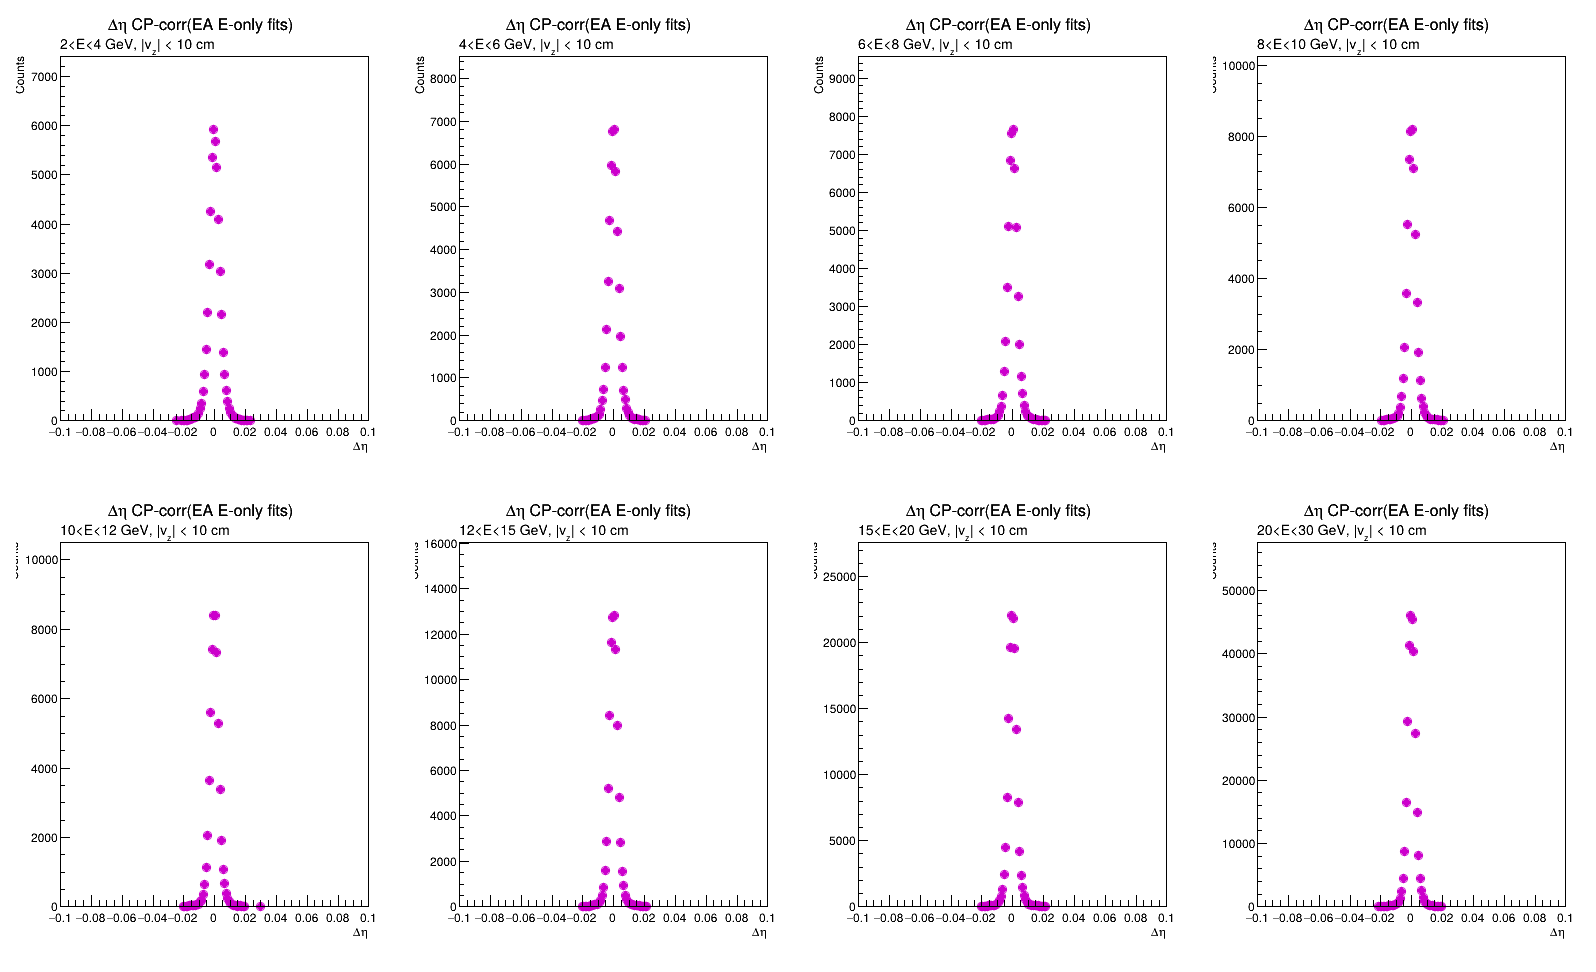 Δη CP-corr(EA E-only fits)
2<E<4 GeV, |vz| < 10 cm
Counts
7000
6000
5000
4000
3000
2000
1000
0
−0.1 −0.08 −0.06 −0.04 −0.02 0 0.02 0.04 0.06 0.08 0.1
Δη
Δη CP-corr(EA E-only fits)
4<E<6 GeV, |vz| < 10 cm
Counts
8000
7000
6000
5000
4000
3000
2000
1000
0
−0.1 −0.08 −0.06 −0.04 −0.02 0 0.02 0.04 0.06 0.08 0.1
Δη
Δη CP-corr(EA E-only fits)
6<E<8 GeV, |vz| < 10 cm
Counts
9000
8000
7000
6000
5000
4000
3000
2000
1000
0
−0.1 −0.08 −0.06 −0.04 −0.02 0 0.02 0.04 0.06 0.08 0.1
Δη
Δη CP-corr(EA E-only fits)
8<E<10 GeV, |vz| < 10 cm
Counts
10000
8000
6000
4000
2000
0
−0.1 −0.08 −0.06 −0.04 −0.02 0 0.02 0.04 0.06 0.08 0.1
Δη
Δη CP-corr(EA E-only fits)
10<E<12 GeV, |vz| < 10 cm
Counts
10000
8000
6000
4000
2000
0
−0.1 −0.08 −0.06 −0.04 −0.02 0 0.02 0.04 0.06 0.08 0.1
Δη
Δη CP-corr(EA E-only fits)
12<E<15 GeV, |vz| < 10 cm
Counts
16000
14000
12000
10000
8000
6000
4000
2000
0
−0.1 −0.08 −0.06 −0.04 −0.02 0 0.02 0.04 0.06 0.08 0.1
Δη
Δη CP-corr(EA E-only fits)
15<E<20 GeV, |vz| < 10 cm
Counts
25000
20000
15000
10000
5000
0
−0.1 −0.08 −0.06 −0.04 −0.02 0 0.02 0.04 0.06 0.08 0.1
Δη
Δη CP-corr(EA E-only fits)
20<E<30 GeV, |vz| < 10 cm
Counts
50000
40000
30000
20000
10000
0
−0.1 −0.08 −0.06 −0.04 −0.02 0 0.02 0.04 0.06 0.08 0.1
Δη